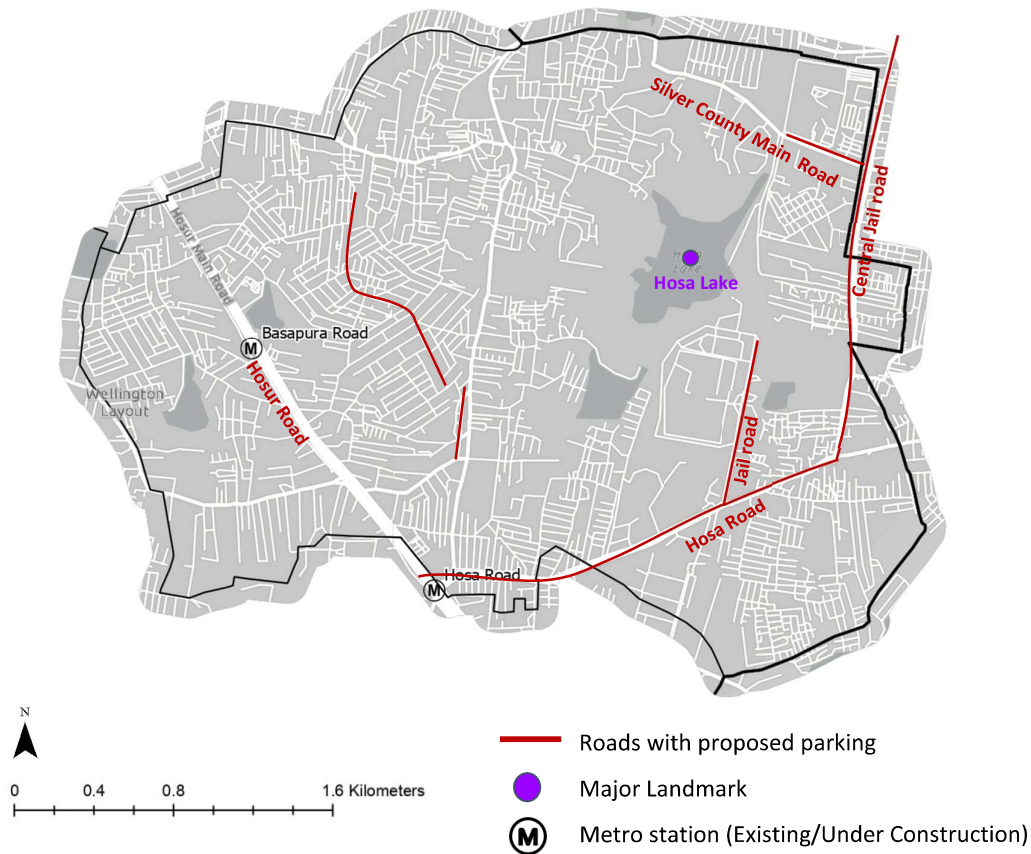 Silver County Main Road
Central Jail road
Hosur Main Road
Hosa
Lake
Hosa Lake
Basapura Road
M
Hosur Road
Wellington
Layout
Jail road
Hosa Road
Hosa Road
M
N
0 0.4 0.8 1.6 Kilometers
Roads with proposed parking
Major Landmark
M Metro station (Existing/Under Construction)